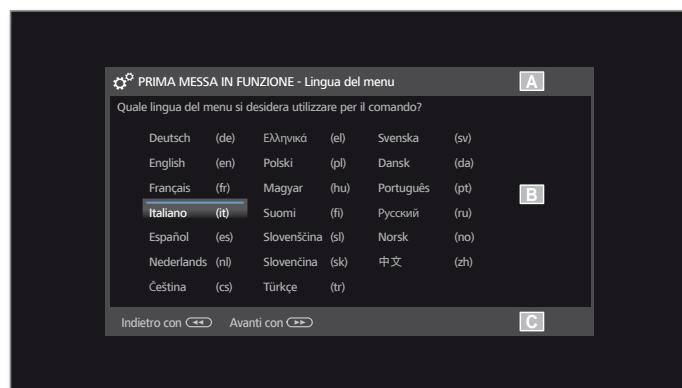 PRIMA MESSA IN FUNZIONE - Lingua del menu A
Quale lingua del menu si desidera utilizzare per il comando?
Deutsch (de) Ελληνικά (el) Svenska (sv)
English (en) Polski (pl) Dansk (da)
Français (fr) Magyar (hu) Português (pt) B
Italiano (it) Suomi (fi) Русский (ru)
Español (es) Slovenščina (sl) Norsk (no)
Nederlands (nl) Slovenčina (sk) 中文 (zh)
Čeština (cs) Türkçe (tr)
Indietro con Avanti con C